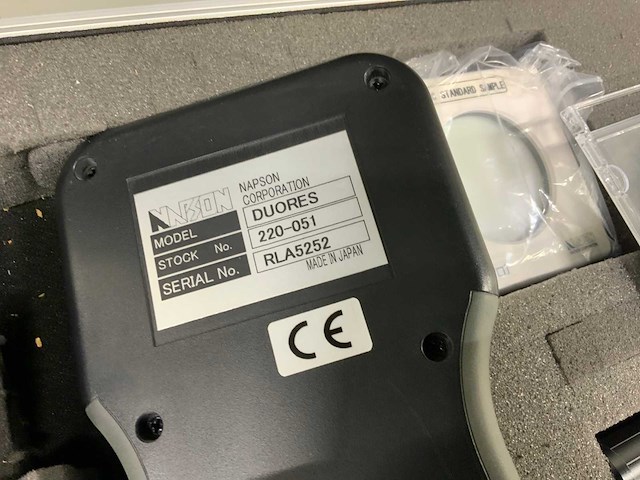 NAPSON
NAPSON
CORPORATION
MODEL DUORES
STOCK No. 220-051
SERIAL No. RLA5252
MADE IN JAPAN
CE
STANDARD SAMPLE